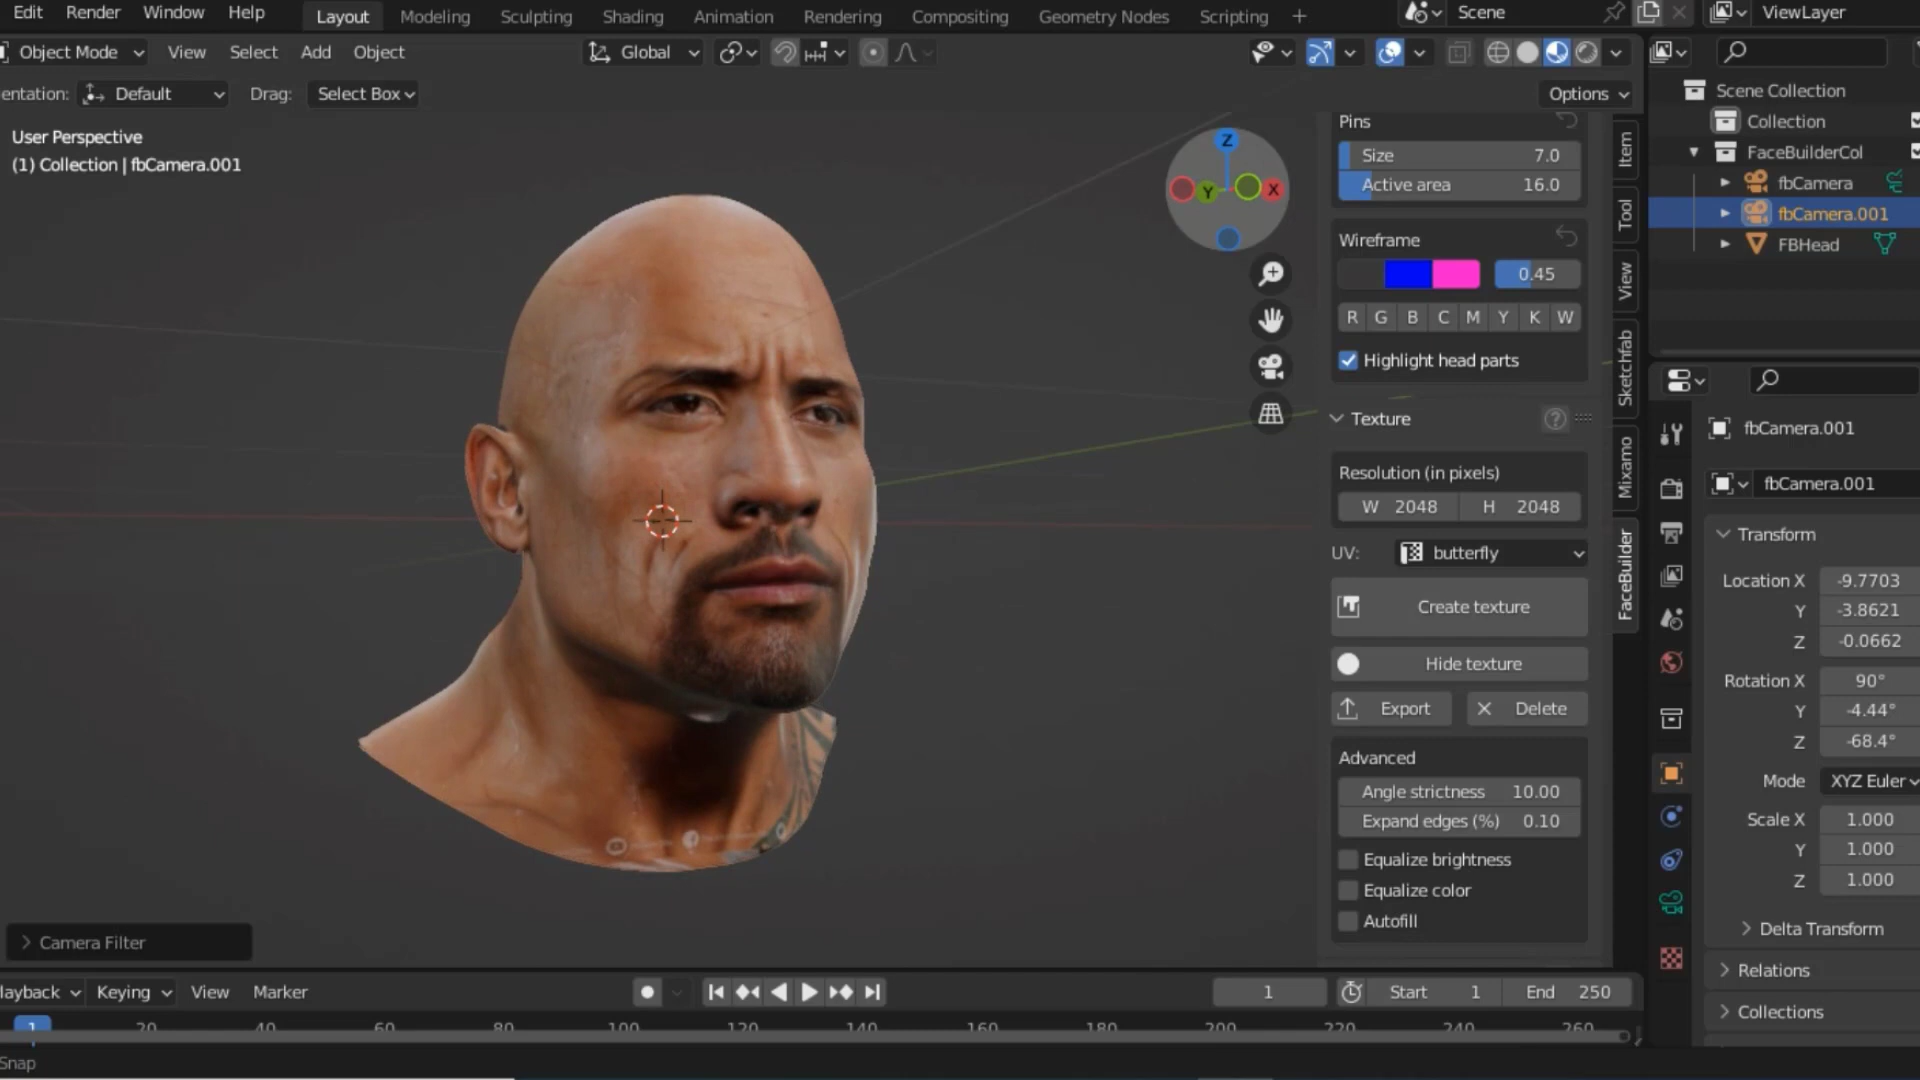 Edit Render Window Help Layout Modeling Sculpting Shading Animation Rendering Compositing Geometry Nodes Scripting + Scene ViewLayer
Object Mode View Select Add Object Global
entation: Default Drag: Select Box Options
User Perspective
(1) Collection | fbCamera.001
Z
Y
X
Pins
Size 7.0
Active area 16.0
Wireframe
0.45
R G B C M Y K W
Highlight head parts
Texture
Resolution (in pixels)
W 2048 H 2048
UV: butterfly
Create texture
Hide texture
Export Delete
Advanced
Angle strictness 10.00
Expand edges (%) 0.10
Equalize brightness
Equalize color
Autofill
Item
Tool
View
Sketchfab
Mixamo
FaceBuilder
Scene Collection
Collection
FaceBuilderCol
fbCamera
fbCamera.001
FBHead
fbCamera.001
fbCamera.001
Transform
Location X -9.7703
Y -3.8621
Z -0.0662
Rotation X 90°
Y -4.44°
Z -68.4°
Mode XYZ Euler
Scale X 1.000
Y 1.000
Z 1.000
Delta Transform
Relations
Collections
Camera Filter
layback Keying View Marker 1 Start 1 End 250
1 20 40 60 80 100 120 140 160 180 200 220 240 260
Snap